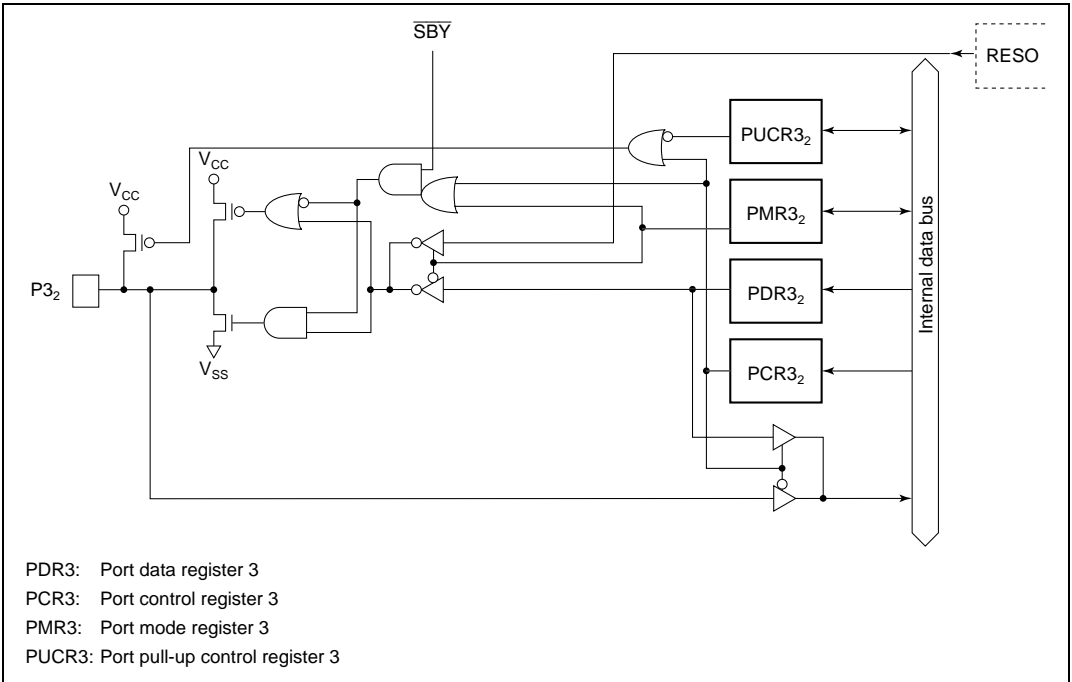 SBY
RESO
PUCR3₂
V_CC
V_CC
PMR3₂
P3₂
PDR3₂
Internal data bus
V_SS
PCR3₂
PDR3: Port data register 3
PCR3: Port control register 3
PMR3: Port mode register 3
PUCR3: Port pull-up control register 3